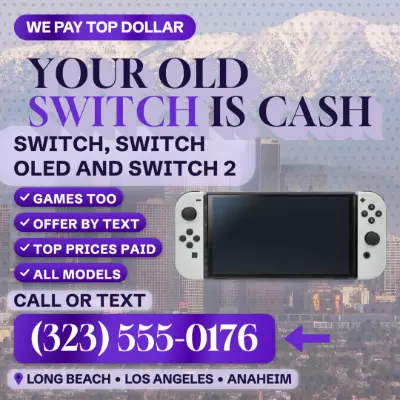 WE PAY TOP DOLLAR
YOUR OLD
SWITCH IS CASH
SWITCH, SWITCH
OLED AND SWITCH 2
GAMES TOO
OFFER BY TEXT
TOP PRICES PAID
ALL MODELS
CALL OR TEXT
(323) 555-0176
LONG BEACH • LOS ANGELES • ANAHEIM